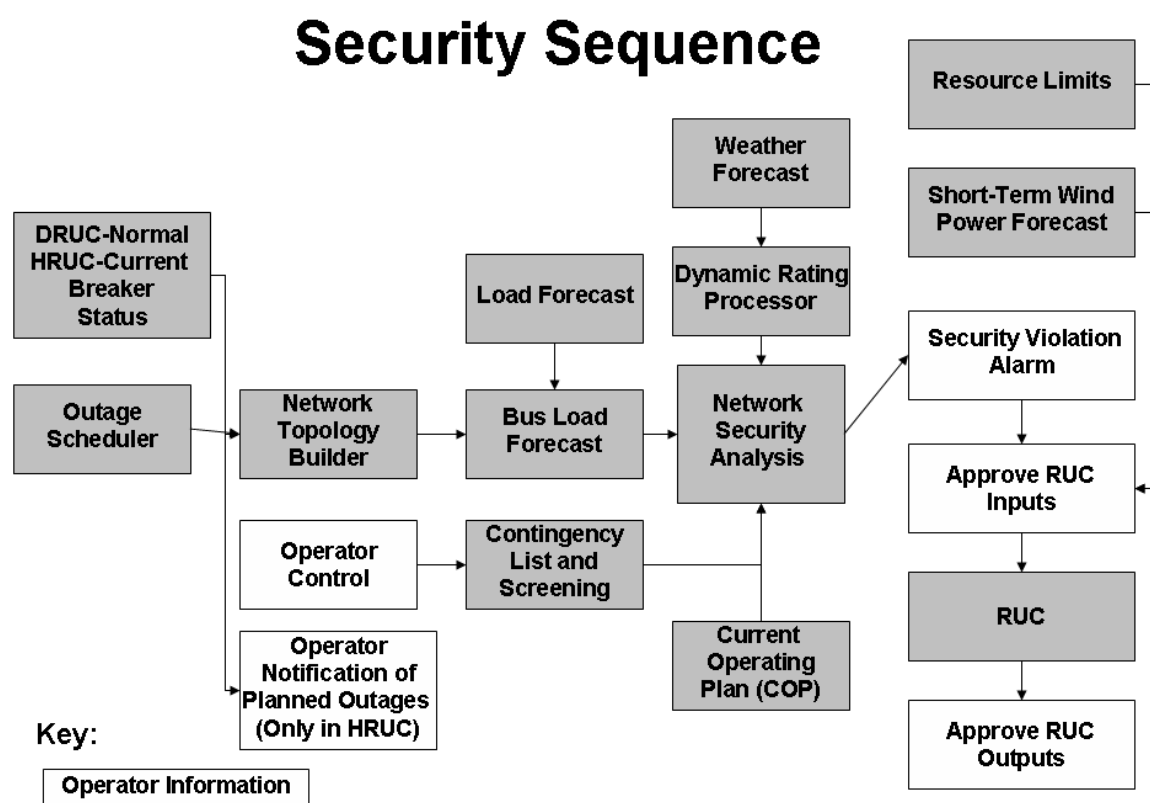 Security Sequence
Resource Limits
Weather
Forecast
Short-Term Wind
Power Forecast
DRUC-Normal
HRUC-Current
Breaker
Status
Load Forecast
Dynamic Rating
Processor
Security Violation
Alarm
Outage
Scheduler
Network
Topology
Builder
Bus Load
Forecast
Network
Security
Analysis
Approve RUC
Inputs
Operator
Control
Contingency
List and
Screening
RUC
Operator
Notification of
Planned Outages
(Only in HRUC)
Current
Operating
Plan (COP)
Approve RUC
Outputs
Key:
Operator Information